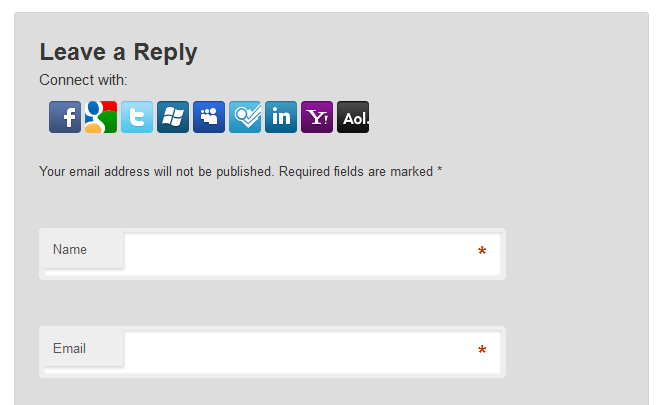 Leave a Reply
Connect with:
f g t in Y! Aol.
Your email address will not be published. Required fields are marked *
Name *
Email *